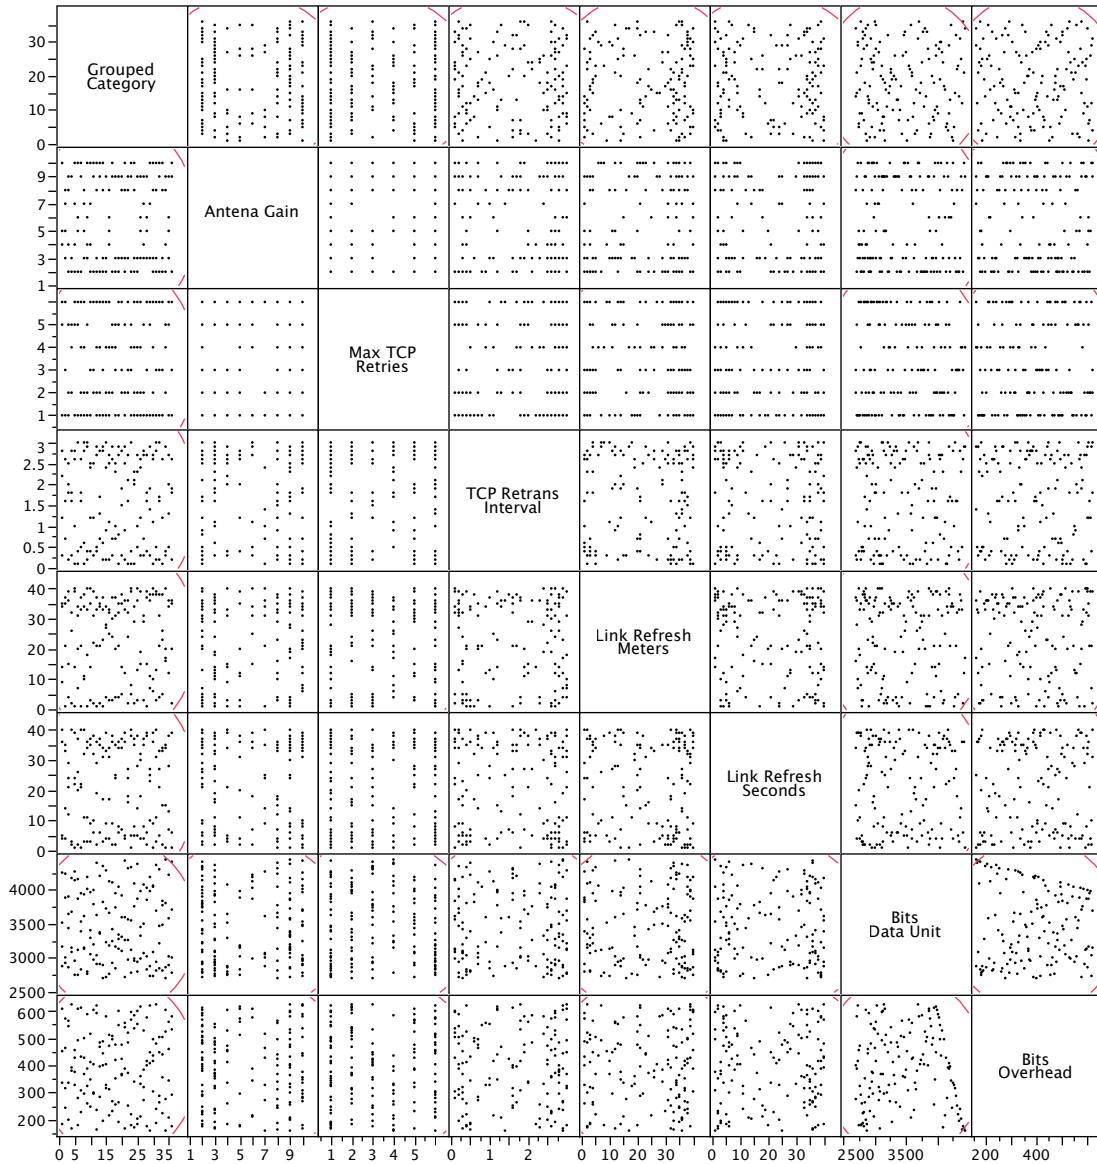 30
20
10
0
Grouped
Category
9
7
5
3
1
Antena Gain
5
4
3
2
1
Max TCP
Retries
3
2.5
2
1.5
1
0.5
0
TCP Retrans
Interval
40
30
20
10
0
Link Refresh
Meters
40
30
20
10
0
Link Refresh
Seconds
4000
3500
3000
2500
Bits
Data Unit
600
500
400
300
200
Bits
Overhead
0 5 15 25 35 1 3 5 7 9 1 2 3 4 5 0 1 2 0 10 20 30 40 0 10 20 30 40 2500 3500 200 400